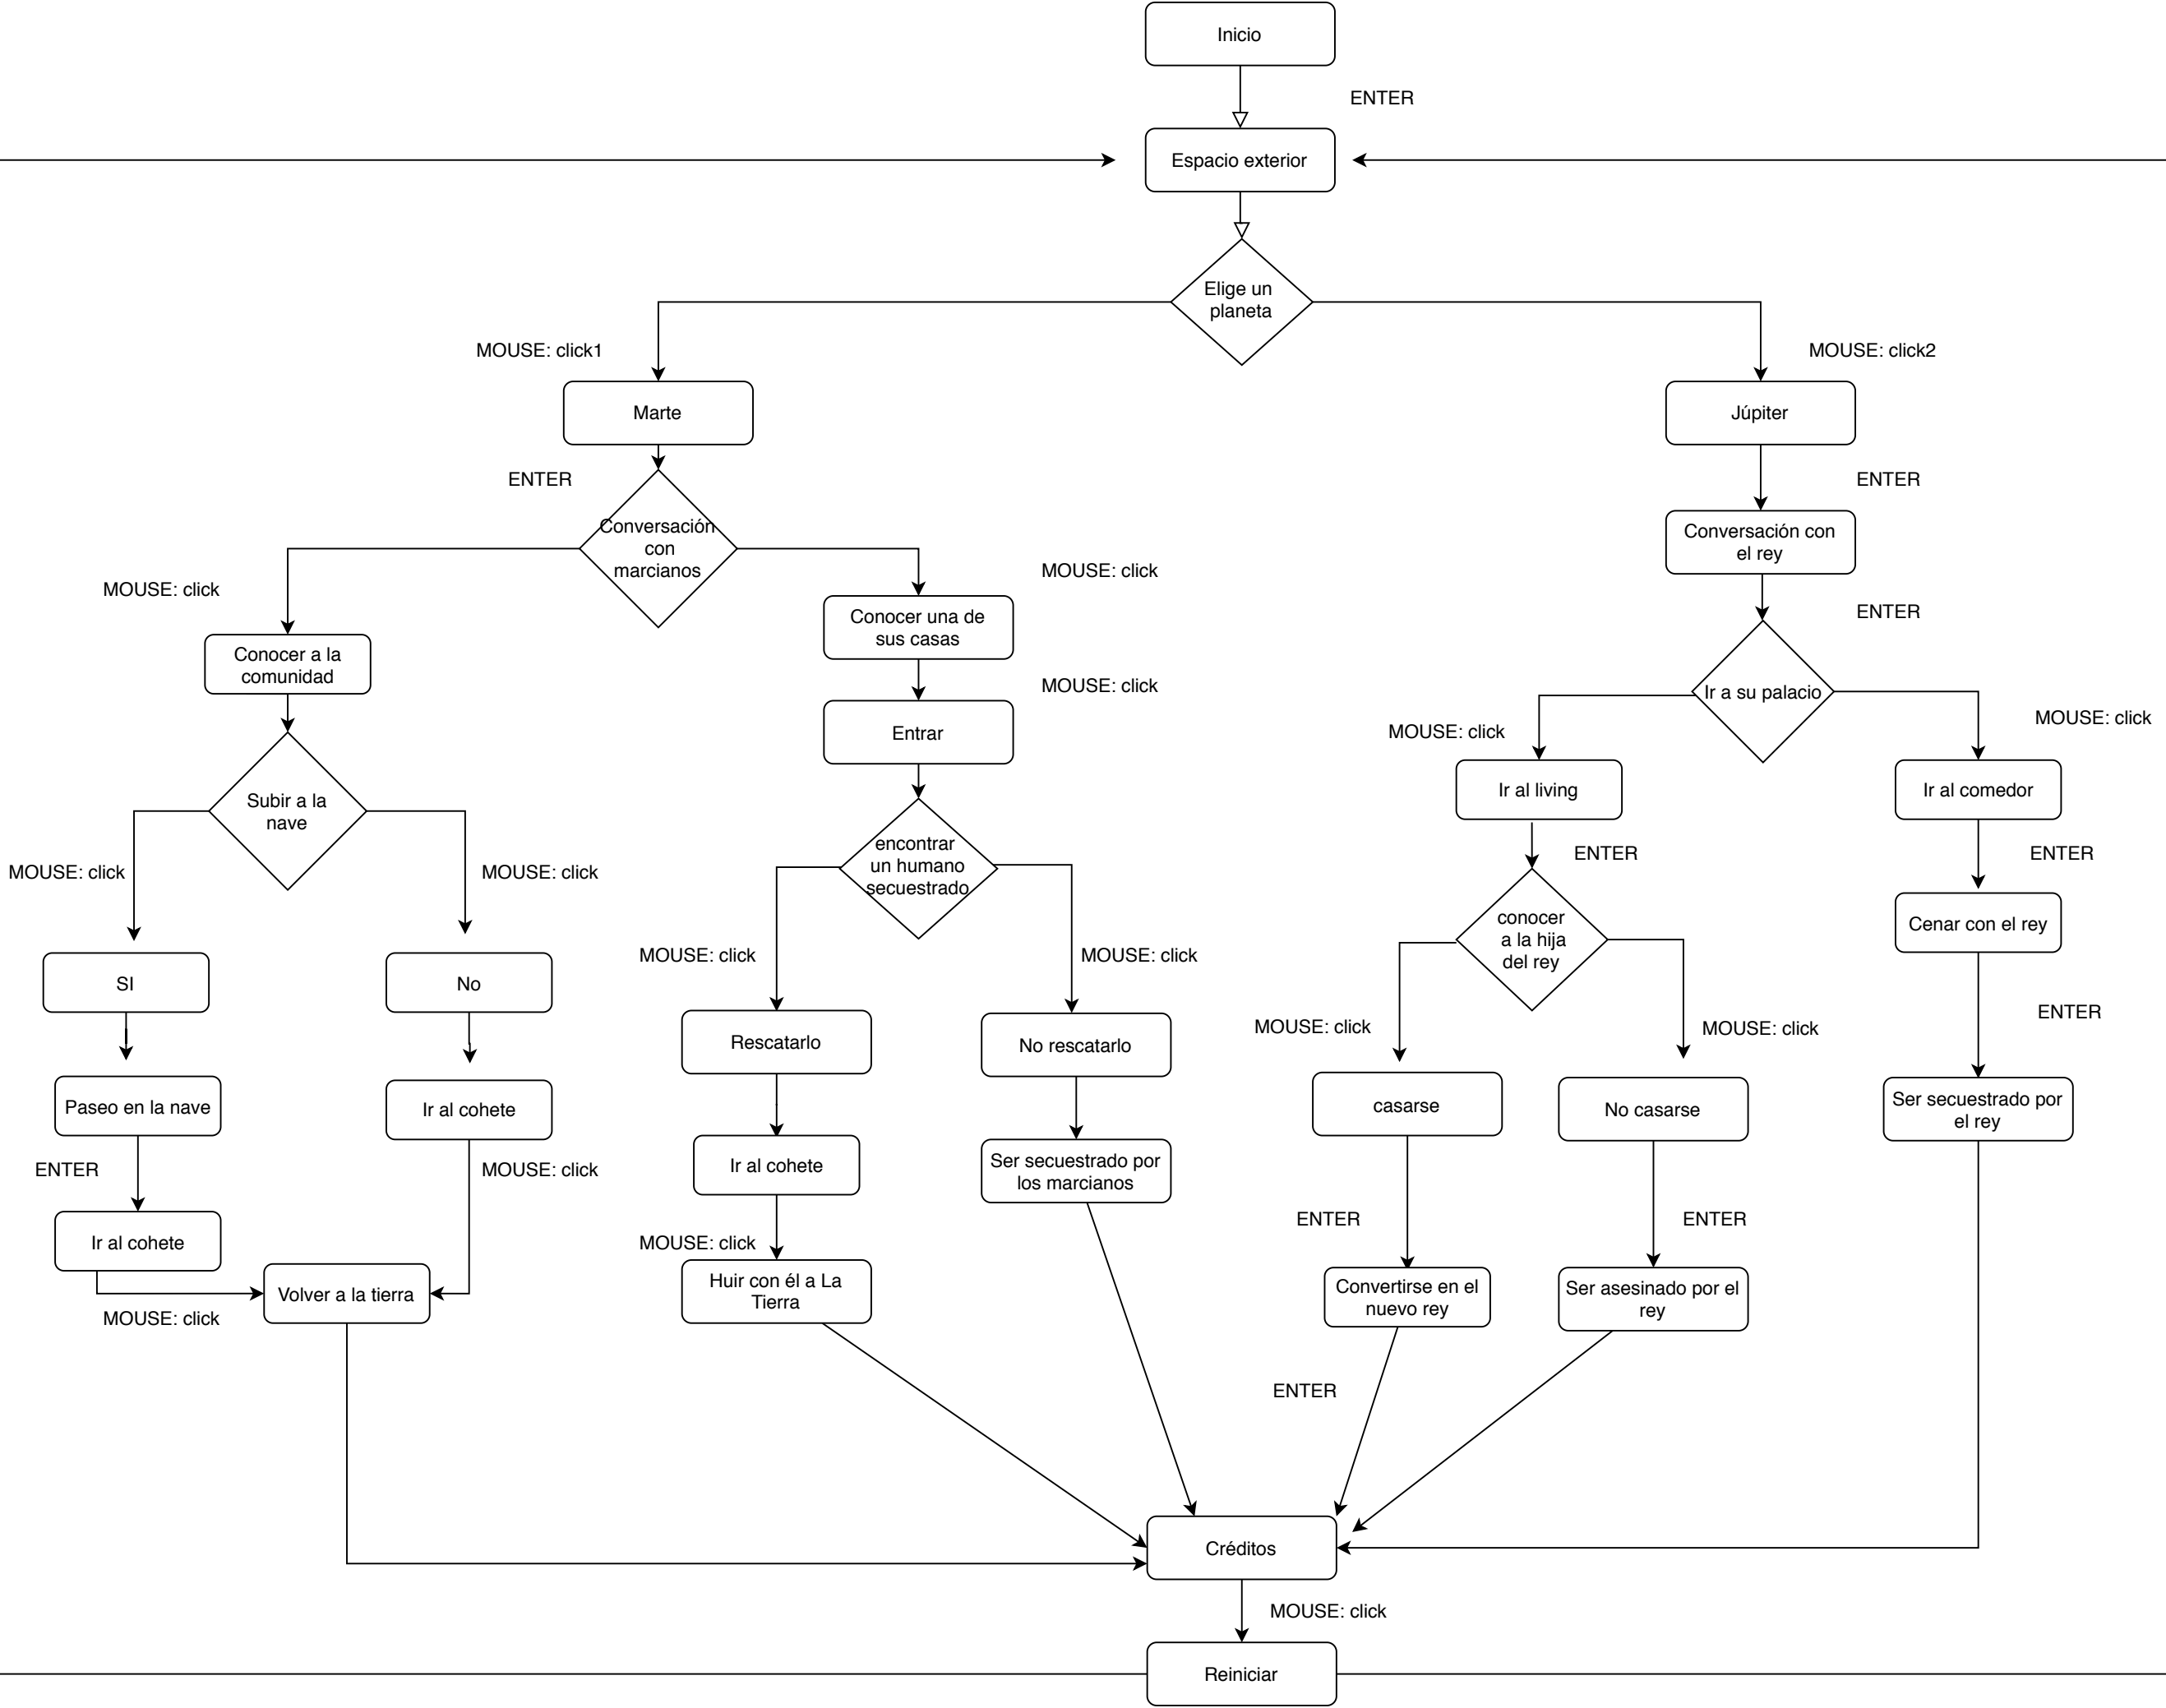 Inicio
ENTER
Espacio exterior
Elige un
planeta
MOUSE: click1
MOUSE: click2
Marte
Júpiter
ENTER
ENTER
Conversación
con
marcianos
Conversación con
el rey
MOUSE: click
MOUSE: click
ENTER
Conocer una de
sus casas
Conocer a la
comunidad
MOUSE: click
Ir a su palacio
MOUSE: click
MOUSE: click
Entrar
Ir al living
Ir al comedor
Subir a la
nave
encontrar
un humano
secuestrado
ENTER
ENTER
MOUSE: click
MOUSE: click
conocer
a la hija
del rey
Cenar con el rey
MOUSE: click
MOUSE: click
SI
No
ENTER
MOUSE: click
MOUSE: click
Rescatarlo
No rescatarlo
Paseo en la nave
Ir al cohete
casarse
No casarse
Ser secuestrado por
el rey
ENTER
MOUSE: click
Ir al cohete
Ser secuestrado por
los marcianos
ENTER
ENTER
Ir al cohete
MOUSE: click
Volver a la tierra
Huir con él a La
Tierra
Convertirse en el
nuevo rey
Ser asesinado por el
rey
MOUSE: click
ENTER
Créditos
MOUSE: click
Reiniciar